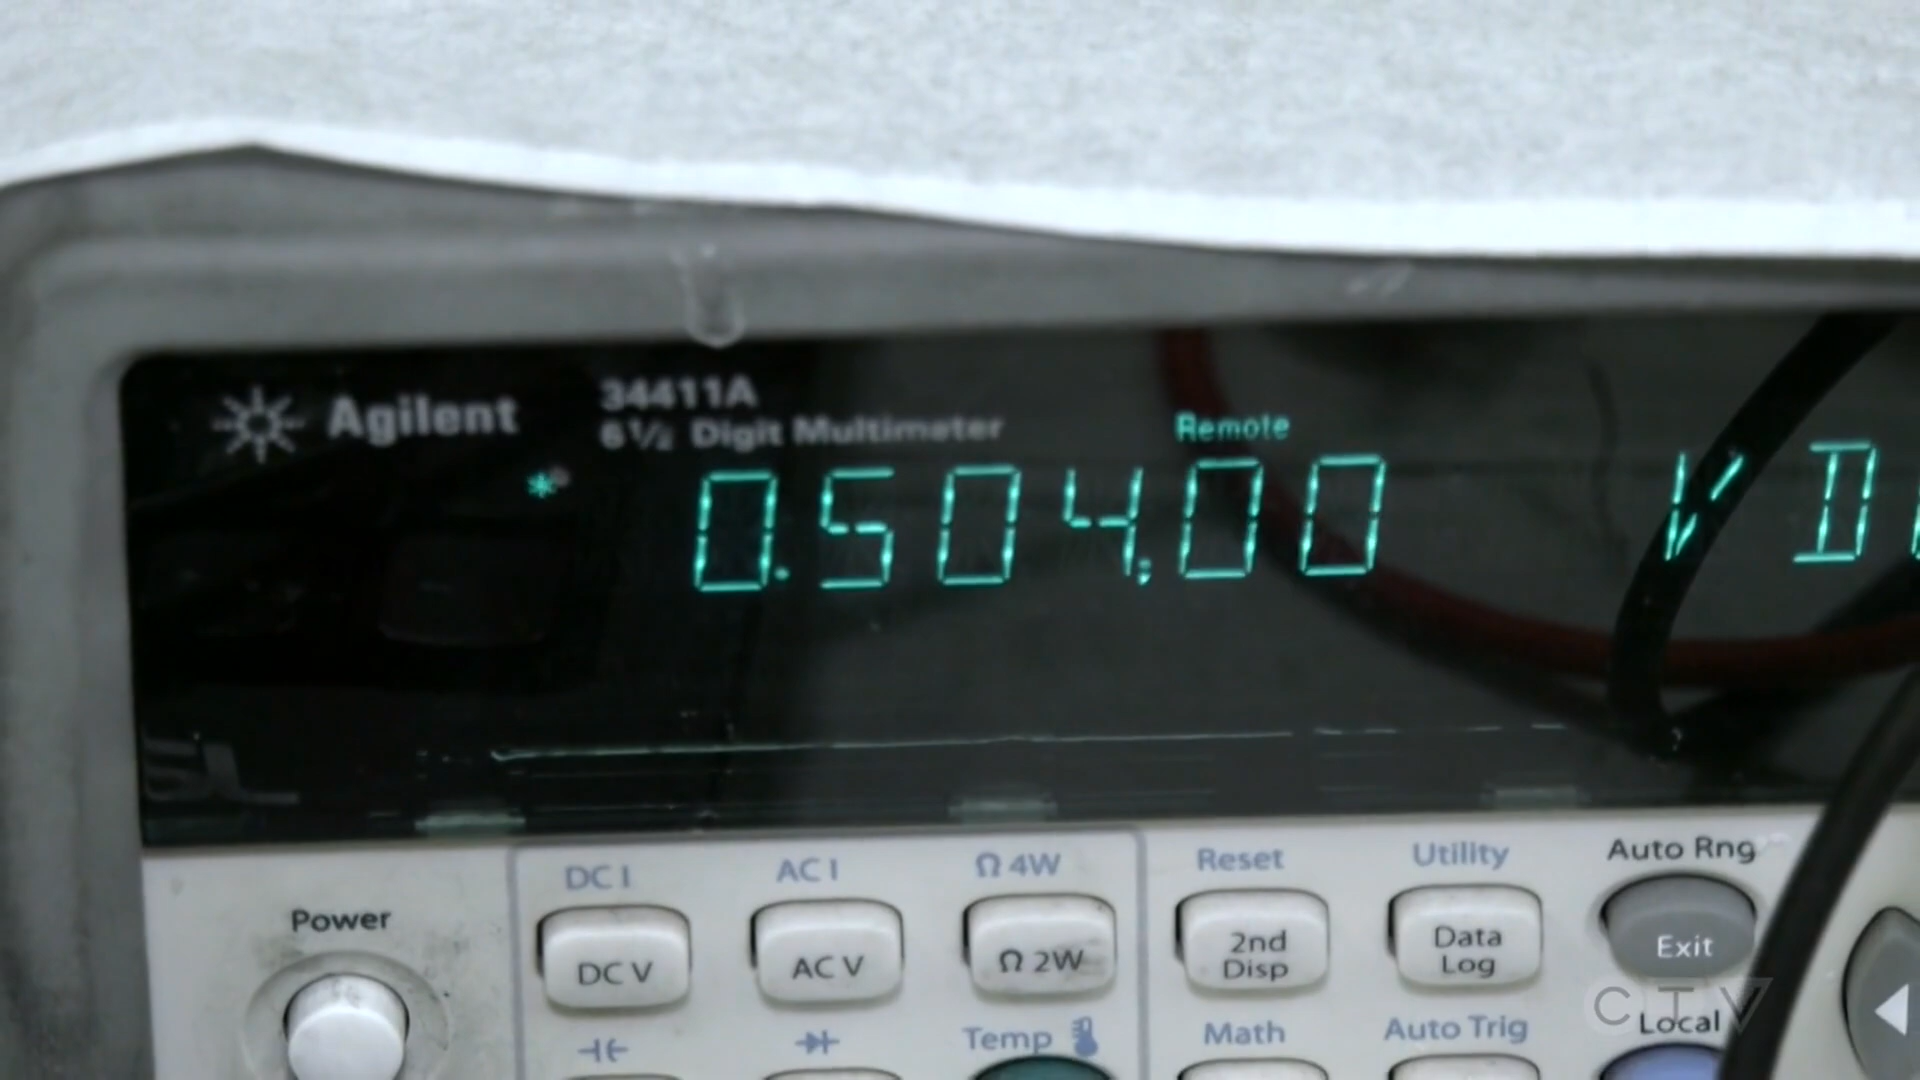 Agilent
34411A
6½ Digit Multimeter
Remote
* 0.504,00 V D
Power
DC I
AC I
Ω 4W
Reset
Utility
Auto Rng
DC V
AC V
Ω 2W
2nd
Disp
Data
Log
Exit
Temp
Math
Auto Trig
Local
CTV